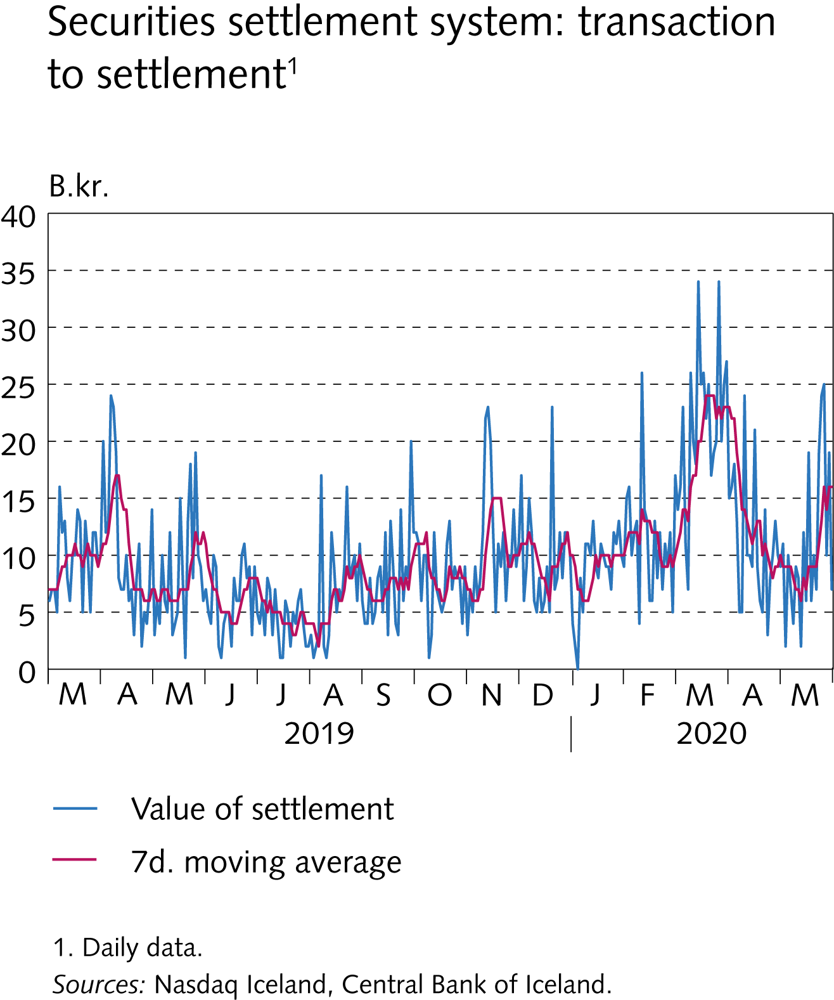 Securities settlement system: transaction
to settlement¹
B.kr.
40
35
30
25
20
15
10
5
0
M A M J J A S O N D J F M A M
2019 2020
Value of settlement
7d. moving average
1. Daily data.
Sources: Nasdaq Iceland, Central Bank of Iceland.